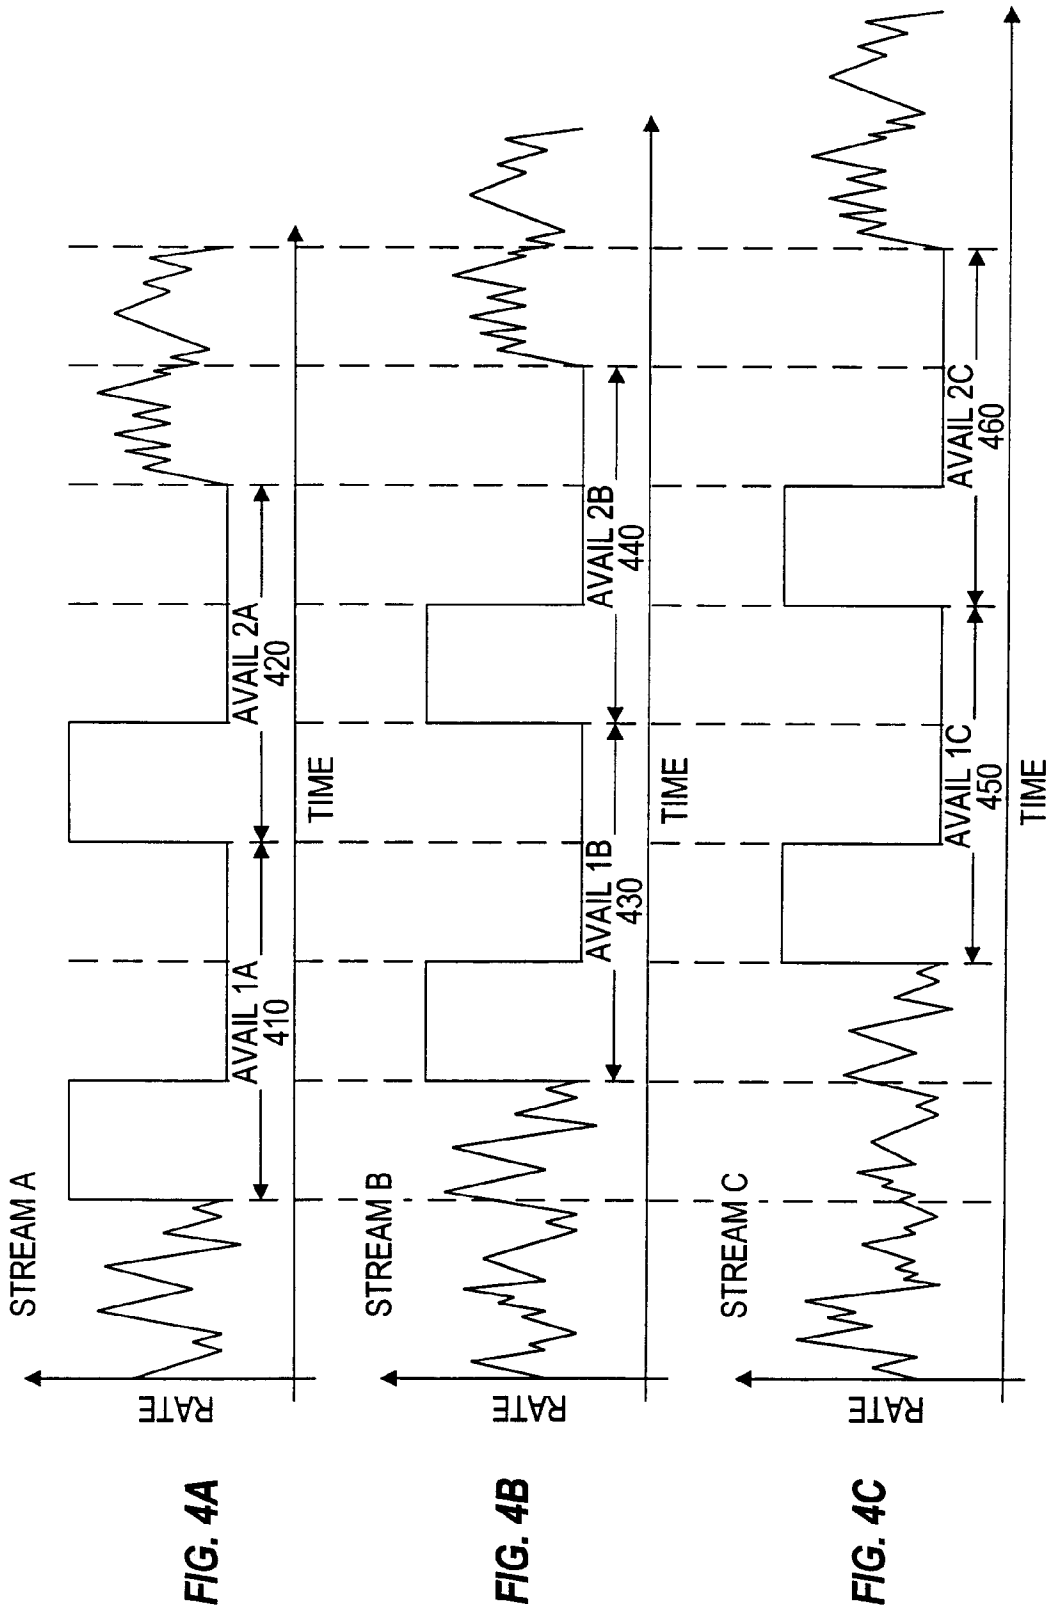 STREAM A
RATE
AVAIL 1A
410
AVAIL 2A
420
TIME
FIG. 4A
STREAM B
RATE
AVAIL 1B
430
AVAIL 2B
440
TIME
FIG. 4B
STREAM C
RATE
AVAIL 1C
450
AVAIL 2C
460
TIME
FIG. 4C